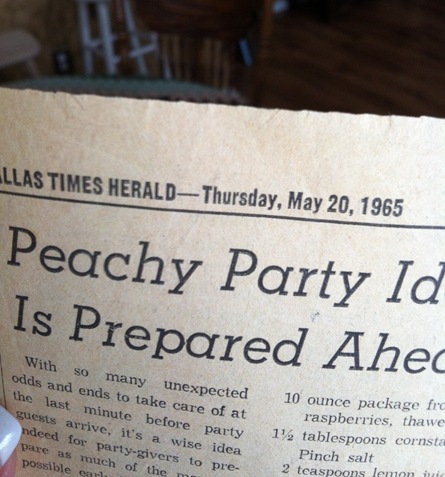 ALLAS TIMES HERALD—Thursday, May 20, 1965
Peachy Party Id
Is Prepared Ahea
With so many unexpected
odds and ends to take care of at
the last minute before party
guests arrive, it's a wise idea
indeed for party-givers to pre-
pare as much of the
possible
10 ounce package fro
raspberries, thawe
1½ tablespoons cornsta
Pinch salt
2 teaspoons lemon jui